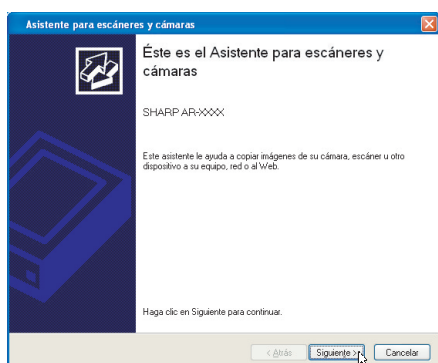 Asistente para escáneres y cámaras
Éste es el Asistente para escáneres y
cámaras
SHARP AR-XXXX
Este asistente le ayuda a copiar imágenes de su cámara, escáner u otro
dispositivo a su equipo, red o al Web.
Haga clic en Siguiente para continuar.
< Atrás Siguiente > Cancelar